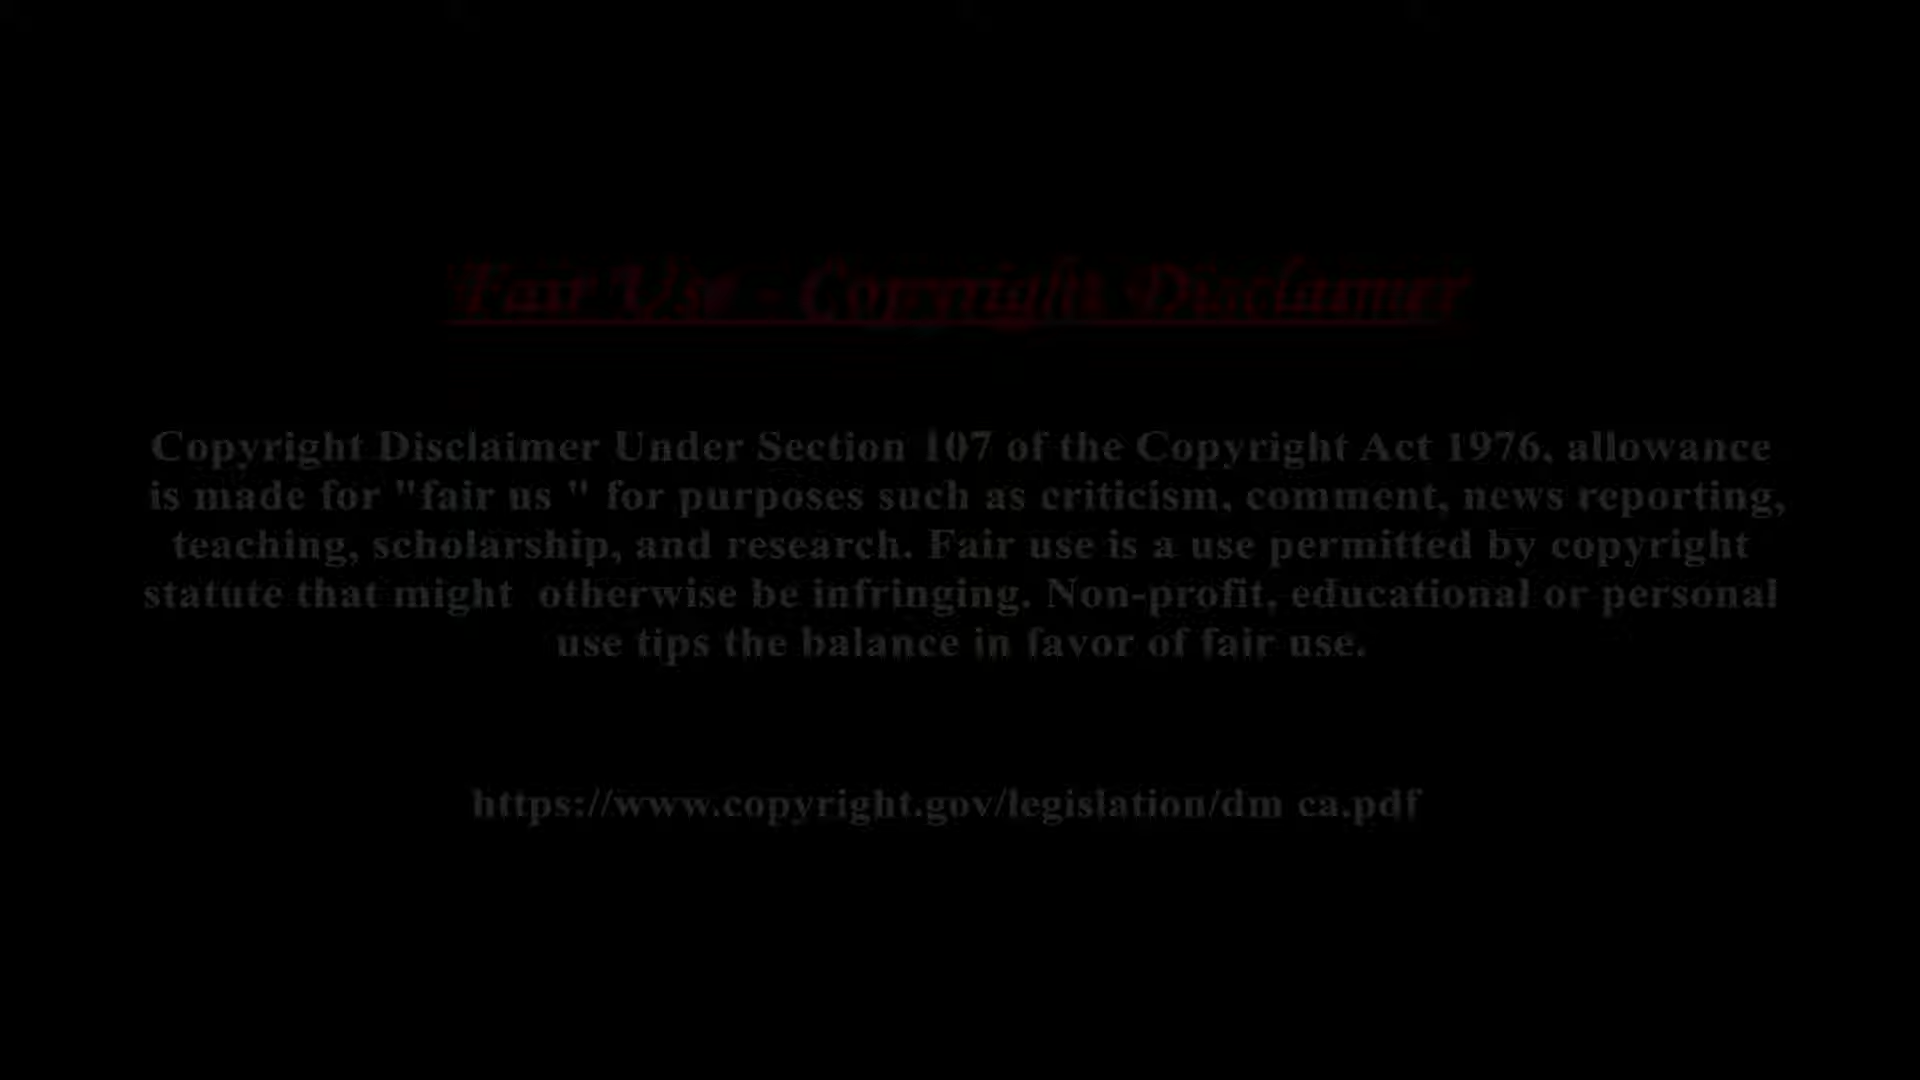 Fair Use - Copyright Disclaimer
Copyright Disclaimer Under Section 107 of the Copyright Act 1976, allowance
is made for "fair us " for purposes such as criticism, comment, news reporting,
teaching, scholarship, and research. Fair use is a use permitted by copyright
statute that might  otherwise be infringing. Non-profit, educational or personal
use tips the balance in favor of fair use.
https://www.copyright.gov/legislation/dm ca.pdf